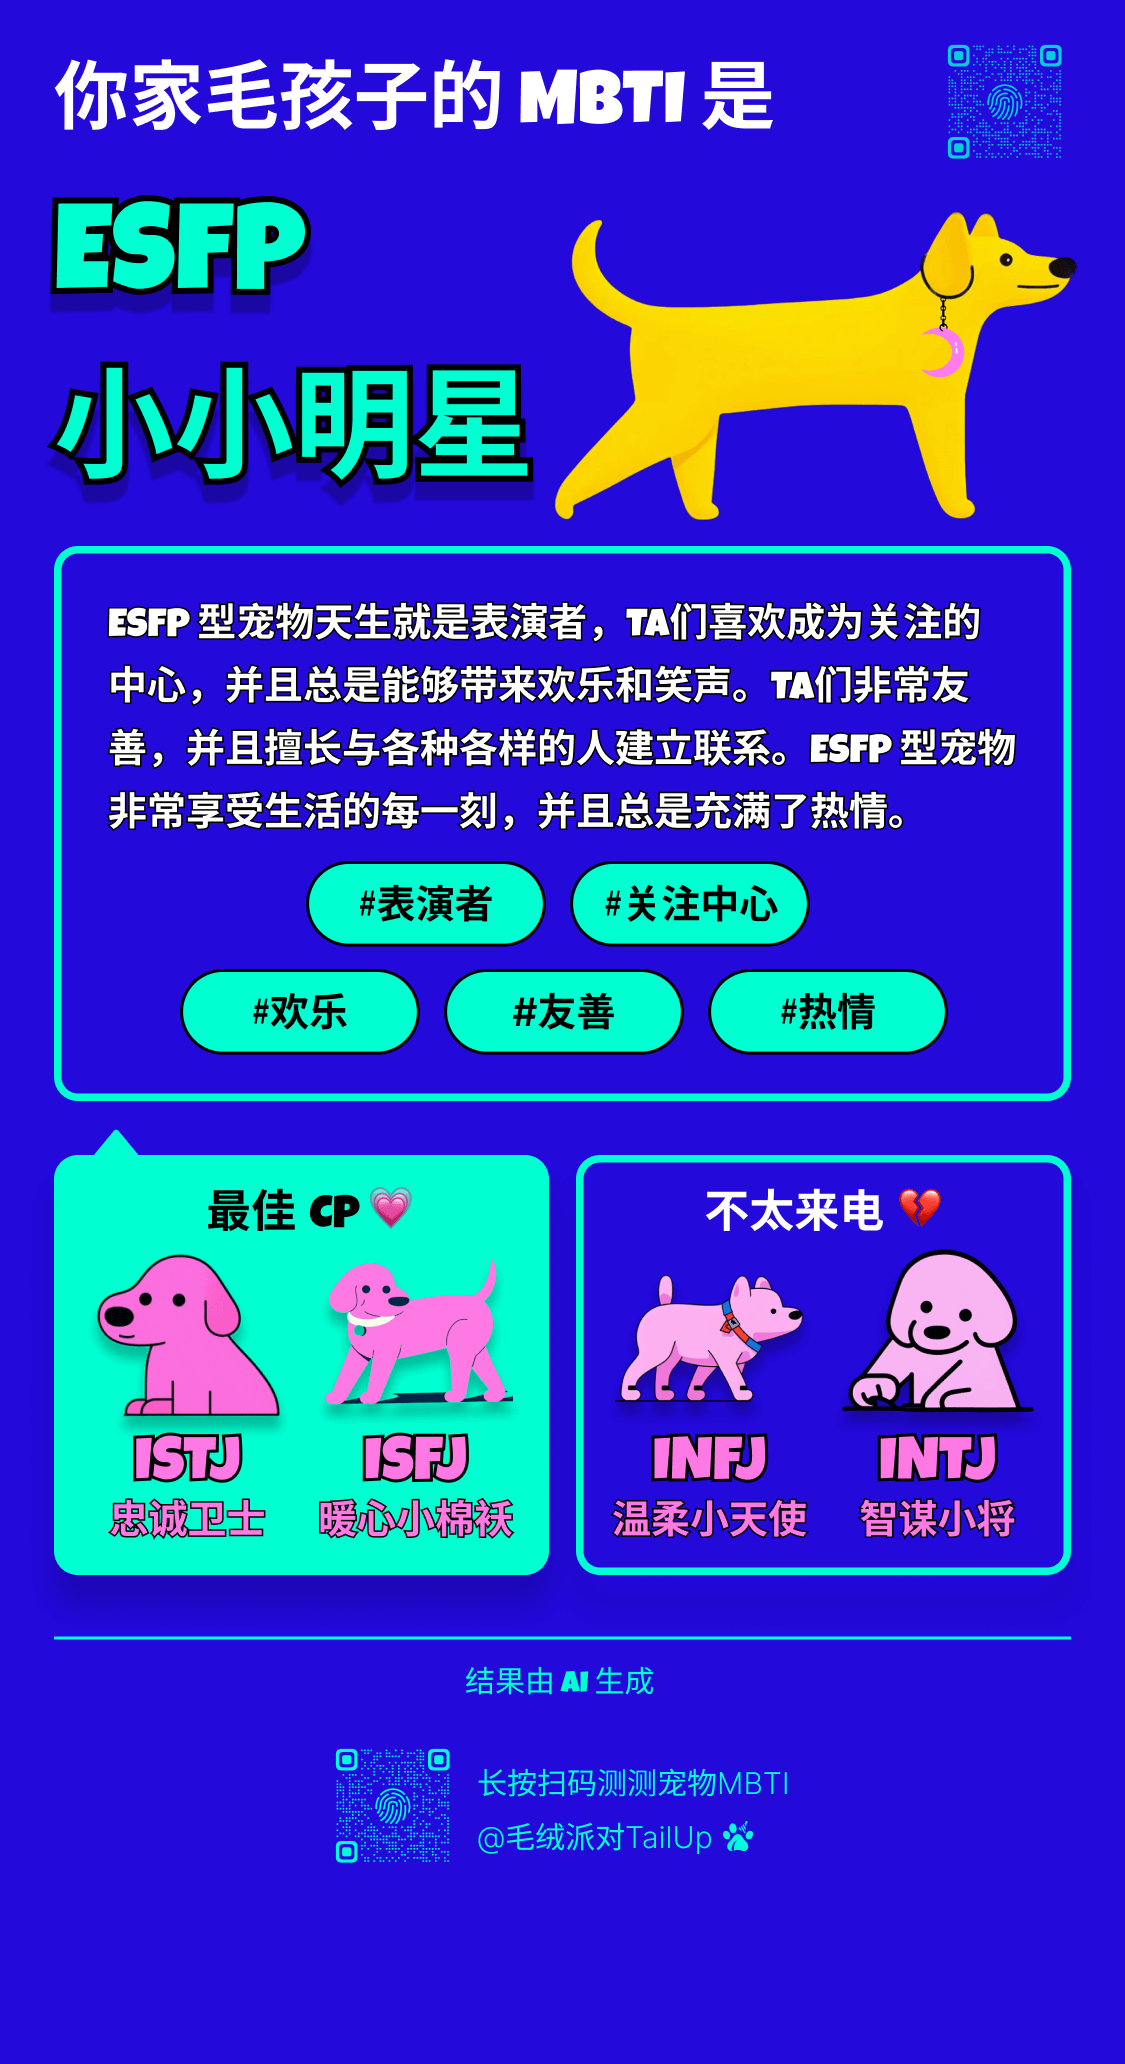 你家毛孩子的 MBTI 是
ESFP
小小明星
ESFP 型宠物天生就是表演者，TA们喜欢成为关注的
中心，并且总是能够带来欢乐和笑声。TA们非常友
善，并且擅长与各种各样的人建立联系。ESFP 型宠物
非常享受生活的每一刻，并且总是充满了热情。
#表演者 #关注中心
#欢乐 #友善 #热情
最佳 CP
ISTJ ISFJ
忠诚卫士 暖心小棉袄
不太来电
INFJ INTJ
温柔小天使 智谋小将
结果由 AI 生成
长按扫码测测宠物MBTI
@毛绒派对TailUp